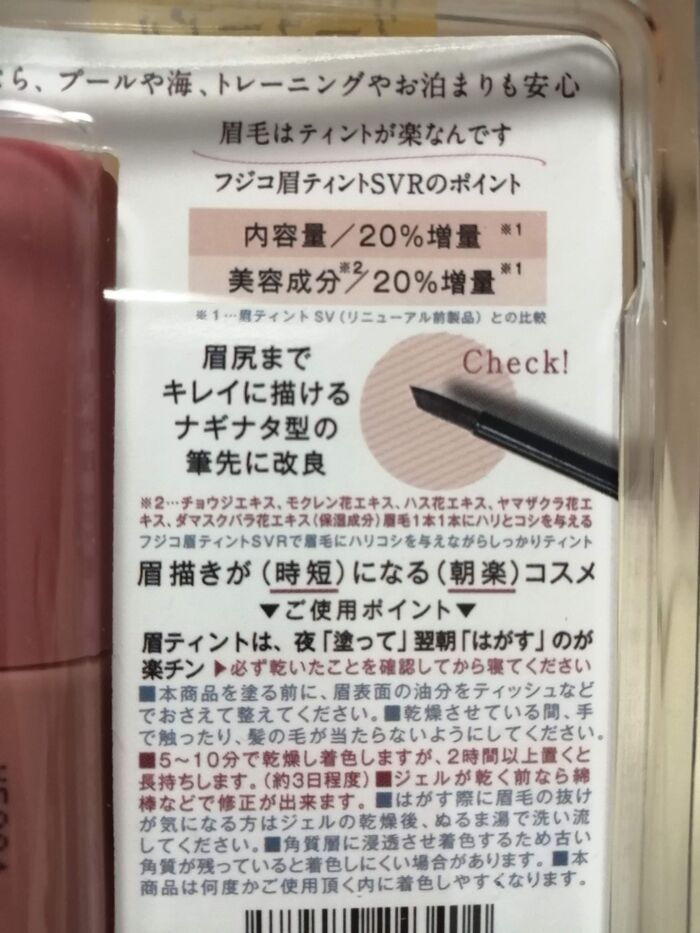 ら、プールや海、トレーニングやお泊まりも安心
眉毛はティントが楽なんです
フジコ眉ティントSVRのポイント
内容量/20%増量 ※1
美容成分※2/20%増量※1
※1…眉ティントSV(リニューアル前製品)との比較
眉尻まで
キレイに描ける
ナギナタ型の
筆先に改良
Check!
※2…チョウジエキス、モクレン花エキス、ハス花エキス、ヤマザクラ花エ
キス、ダマスクバラ花エキス(保湿成分)眉毛1本1本にハリとコシを与える
フジコ眉ティントSVRで眉毛にハリコシを与えながらしっかりティント
眉描きが(時短)になる(朝楽)コスメ
▼ご使用ポイント▼
眉ティントは、夜「塗って」翌朝「はがす」のが
楽チン▶必ず乾いたことを確認してから寝てください
■本商品を塗る前に、眉表面の油分をティッシュなど
でおさえて整えてください。■乾燥させている間、手
で触ったり、髪の毛が当たらないようにしてください。
■5〜10分で乾燥し着色しますが、2時間以上置くと
長持ちします。(約3日程度)■ジェルが乾く前なら綿
棒などで修正が出来ます。■はがす際に眉毛の抜け
が気になる方はジェルの乾燥後、ぬるま湯で洗い流
してください。■角質層に浸透させ着色するため古い
角質が残っていると着色しにくい場合があります。■本
商品は何度かご使用頂く内に着色しやすくなります。